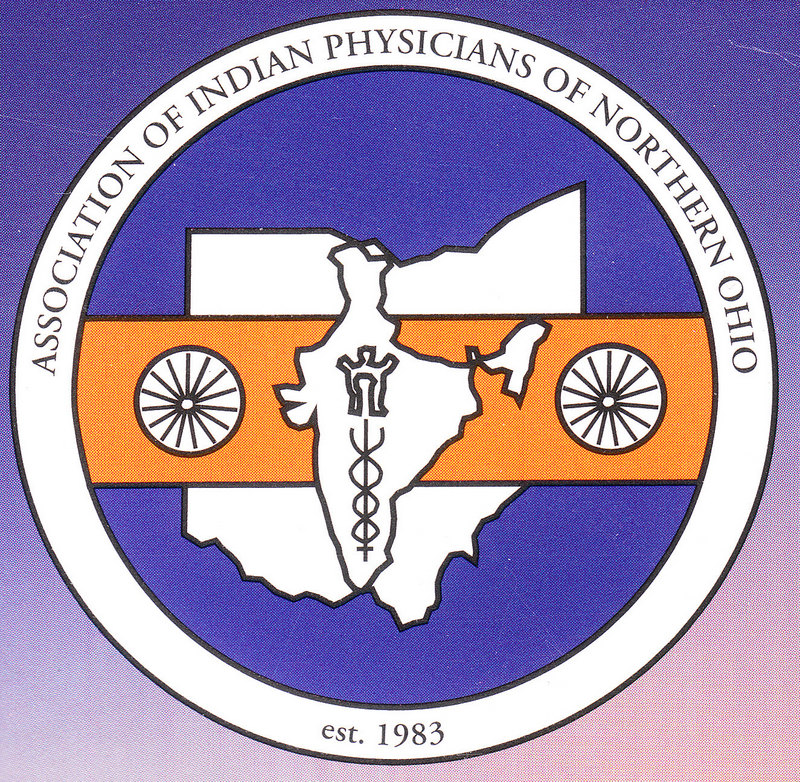 ASSOCIATION OF INDIAN PHYSICIANS OF NORTHERN OHIO
est. 1983